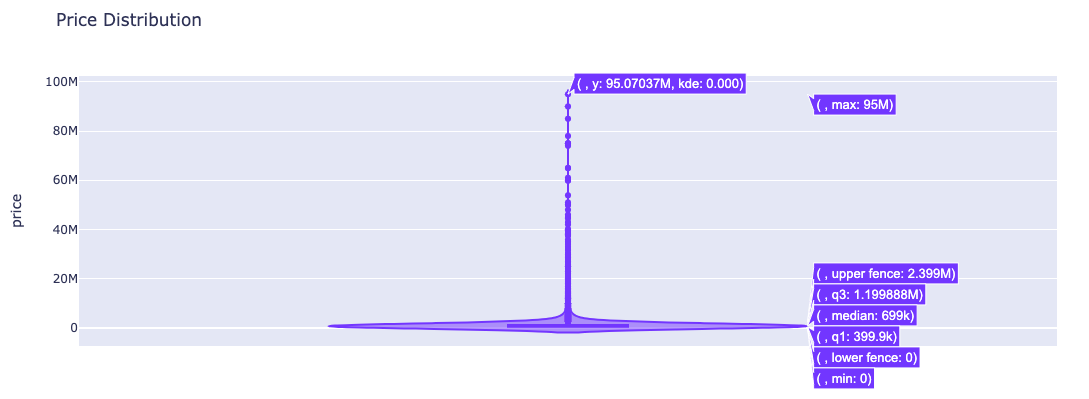 Price Distribution
100M
80M
60M
40M
20M
0
price
( , y: 95.07037M, kde: 0.000)
( , max: 95M)
( , upper fence: 2.399M)
( , q3: 1.199888M)
( , median: 699k)
( , q1: 399.9k)
( , lower fence: 0)
( , min: 0)